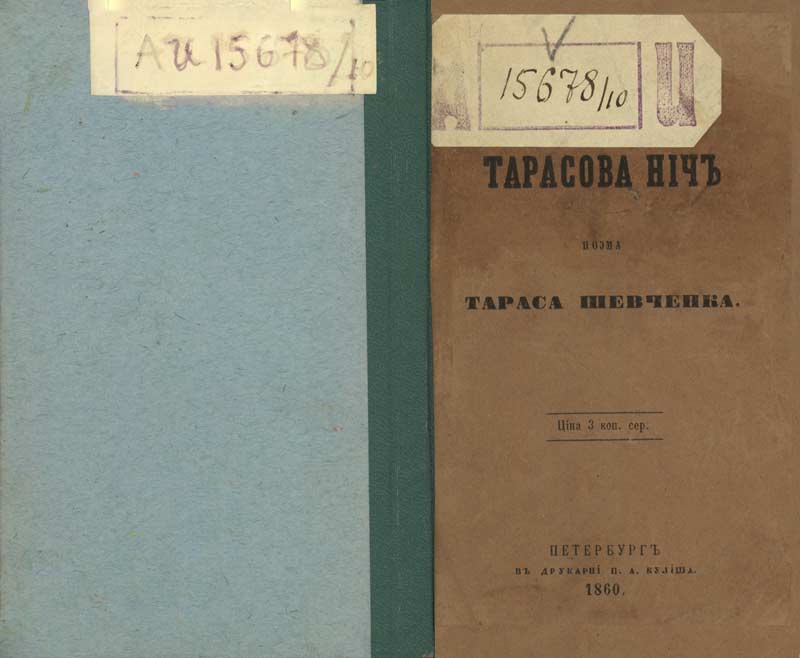 АИ 15678/10
15678/10 И
ТАРАСОВА НІЧЪ
ПОЭМА
ТАРАСА ШЕВЧЕНКА.
Ціна 3 коп. сер.
ПЕТЕРБУРГЪ
ВЪ ДРУКАРНІ П. А. КУЛІША.
1860.